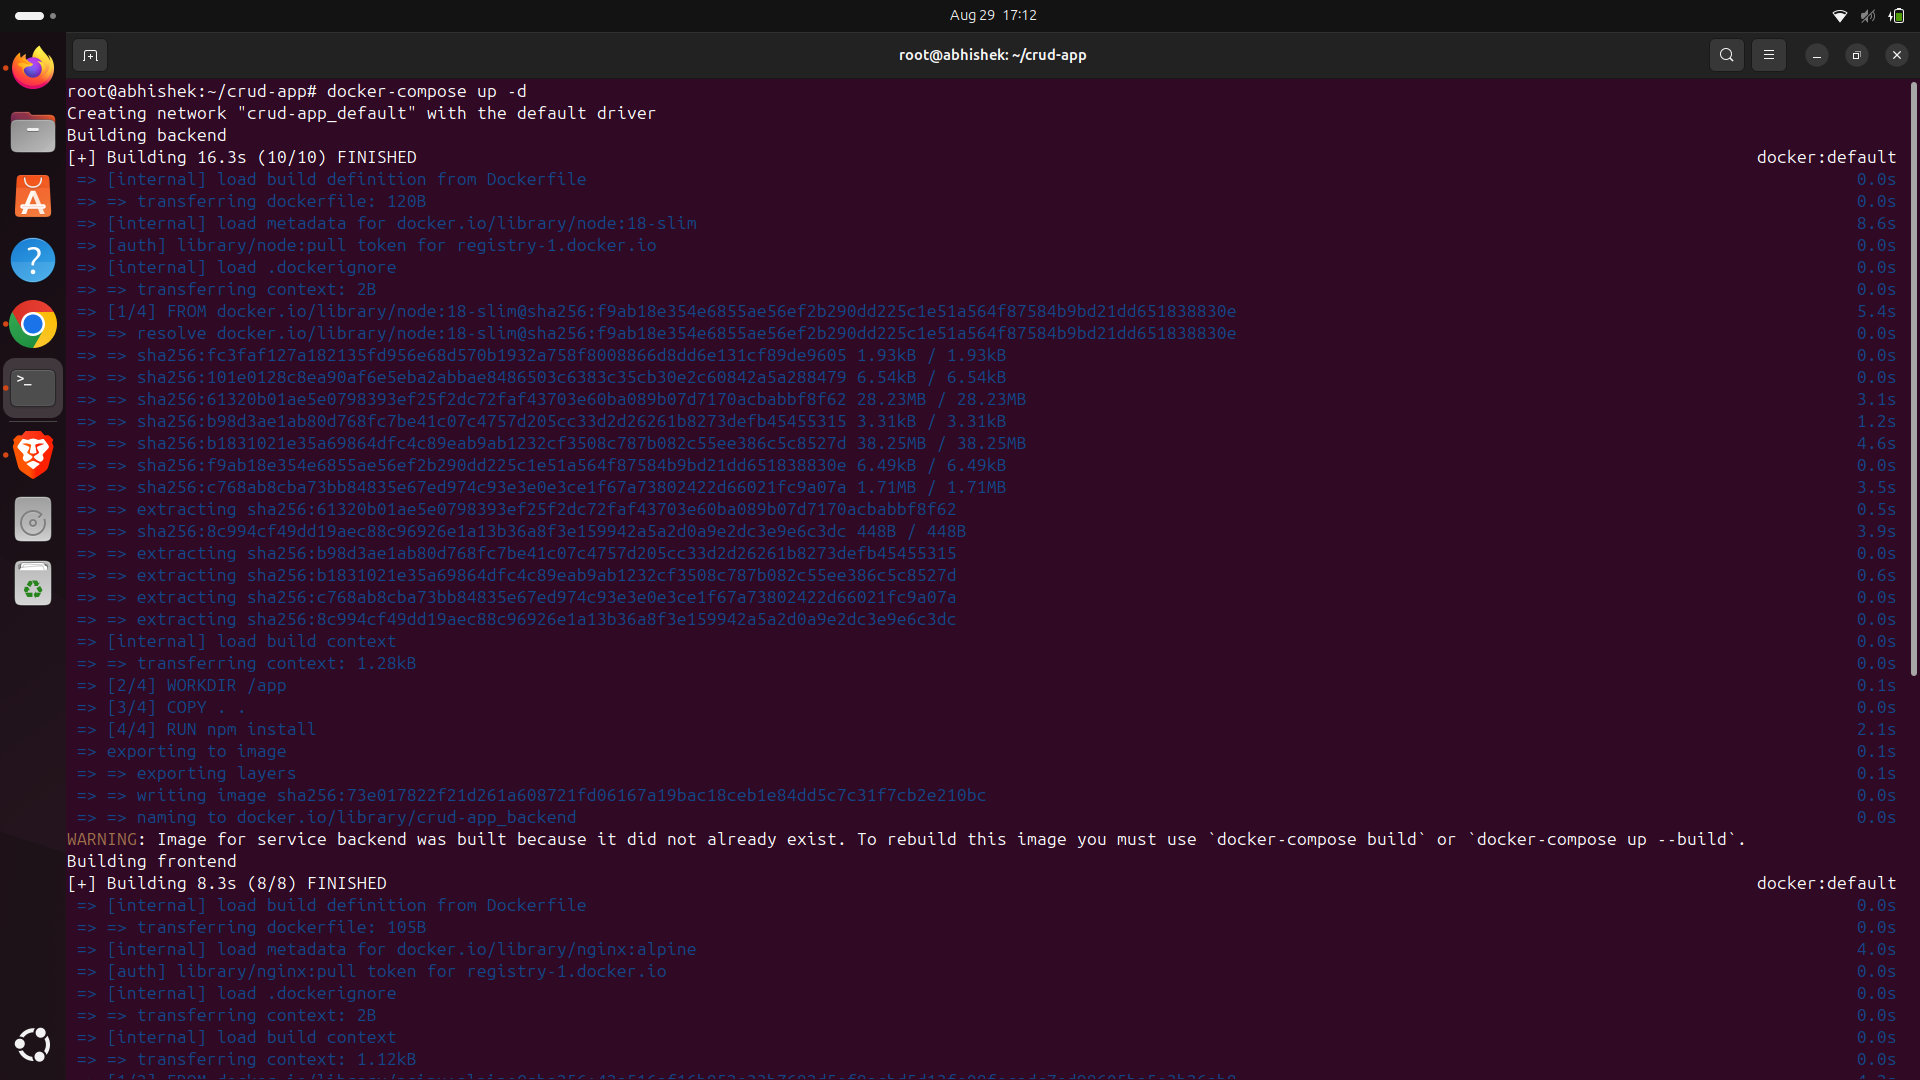 Aug 29 17:12
root@abhishek: ~/crud-app
root@abhishek:~/crud-app# docker-compose up -d
Creating network "crud-app_default" with the default driver
Building backend
[+] Building 16.3s (10/10) FINISHED docker:default
=> [internal] load build definition from Dockerfile 0.0s
=> => transferring dockerfile: 120B 0.0s
=> [internal] load metadata for docker.io/library/node:18-slim 8.6s
=> [auth] library/node:pull token for registry-1.docker.io 0.0s
=> [internal] load .dockerignore 0.0s
=> => transferring context: 2B 0.0s
=> [1/4] FROM docker.io/library/node:18-slim@sha256:f9ab18e354e6855ae56ef2b290dd225c1e51a564f87584b9bd21dd651838830e 5.4s
=> => resolve docker.io/library/node:18-slim@sha256:f9ab18e354e6855ae56ef2b290dd225c1e51a564f87584b9bd21dd651838830e 0.0s
=> => sha256:fc3faf127a182135fd956e68d570b1932a758f8008866d8dd6e131cf89de9605 1.93kB / 1.93kB 0.0s
=> => sha256:101e0128c8ea90af6e5eba2abbae8486503c6383c35cb30e2c60842a5a288479 6.54kB / 6.54kB 0.0s
=> => sha256:61320b01ae5e0798393ef25f2dc72faf43703e60ba089b07d7170acbabbf8f62 28.23MB / 28.23MB 3.1s
=> => sha256:b98d3ae1ab80d768fc7be41c07c4757d205cc33d2d26261b8273defb45455315 3.31kB / 3.31kB 1.2s
=> => sha256:b1831021e35a69864dfc4c89eab9ab1232cf3508c787b082c55ee386c5c8527d 38.25MB / 38.25MB 4.6s
=> => sha256:f9ab18e354e6855ae56ef2b290dd225c1e51a564f87584b9bd21dd651838830e 6.49kB / 6.49kB 0.0s
=> => sha256:c768ab8cba73bb84835e67ed974c93e3e0e3ce1f67a73802422d66021fc9a07a 1.71MB / 1.71MB 3.5s
=> => extracting sha256:61320b01ae5e0798393ef25f2dc72faf43703e60ba089b07d7170acbabbf8f62 0.5s
=> => sha256:8c994cf49dd19aec88c96926e1a13b36a8f3e159942a5a2d0a9e2dc3e9e6c3dc 448B / 448B 3.9s
=> => extracting sha256:b98d3ae1ab80d768fc7be41c07c4757d205cc33d2d26261b8273defb45455315 0.0s
=> => extracting sha256:b1831021e35a69864dfc4c89eab9ab1232cf3508c787b082c55ee386c5c8527d 0.6s
=> => extracting sha256:c768ab8cba73bb84835e67ed974c93e3e0e3ce1f67a73802422d66021fc9a07a 0.0s
=> => extracting sha256:8c994cf49dd19aec88c96926e1a13b36a8f3e159942a5a2d0a9e2dc3e9e6c3dc 0.0s
=> [internal] load build context 0.0s
=> => transferring context: 1.28kB 0.0s
=> [2/4] WORKDIR /app 0.1s
=> [3/4] COPY . . 0.0s
=> [4/4] RUN npm install 2.1s
=> exporting to image 0.1s
=> => exporting layers 0.1s
=> => writing image sha256:73e017822f21d261a608721fd06167a19bac18ceb1e84dd5c7c31f7cb2e210bc 0.0s
=> => naming to docker.io/library/crud-app_backend 0.0s
WARNING: Image for service backend was built because it did not already exist. To rebuild this image you must use `docker-compose build` or `docker-compose up --build`.
Building frontend
[+] Building 8.3s (8/8) FINISHED docker:default
=> [internal] load build definition from Dockerfile 0.0s
=> => transferring dockerfile: 105B 0.0s
=> [internal] load metadata for docker.io/library/nginx:alpine 4.0s
=> [auth] library/nginx:pull token for registry-1.docker.io 0.0s
=> [internal] load .dockerignore 0.0s
=> => transferring context: 2B 0.0s
=> [internal] load build context 0.0s
=> => transferring context: 1.12kB 0.0s